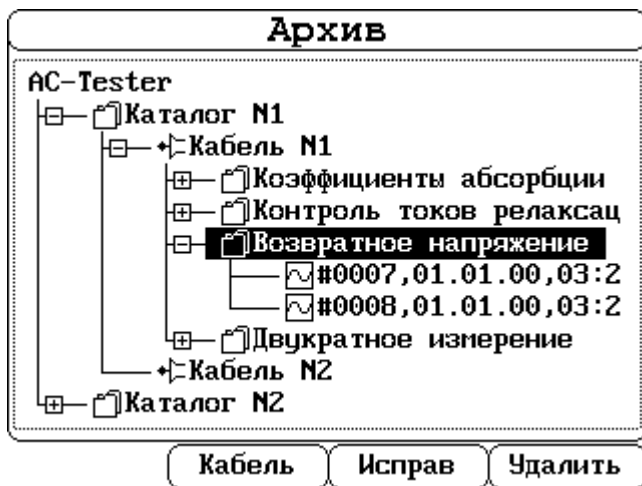 Архив
AC-Tester
Каталог N1
Кабель N1
Коэффициенты абсорбции
Контроль токов релаксац
Возвратное напряжение
#0007,01.01.00,03:2
#0008,01.01.00,03:2
Двукратное измерение
Кабель N2
Каталог N2
Кабель Исправ Удалить